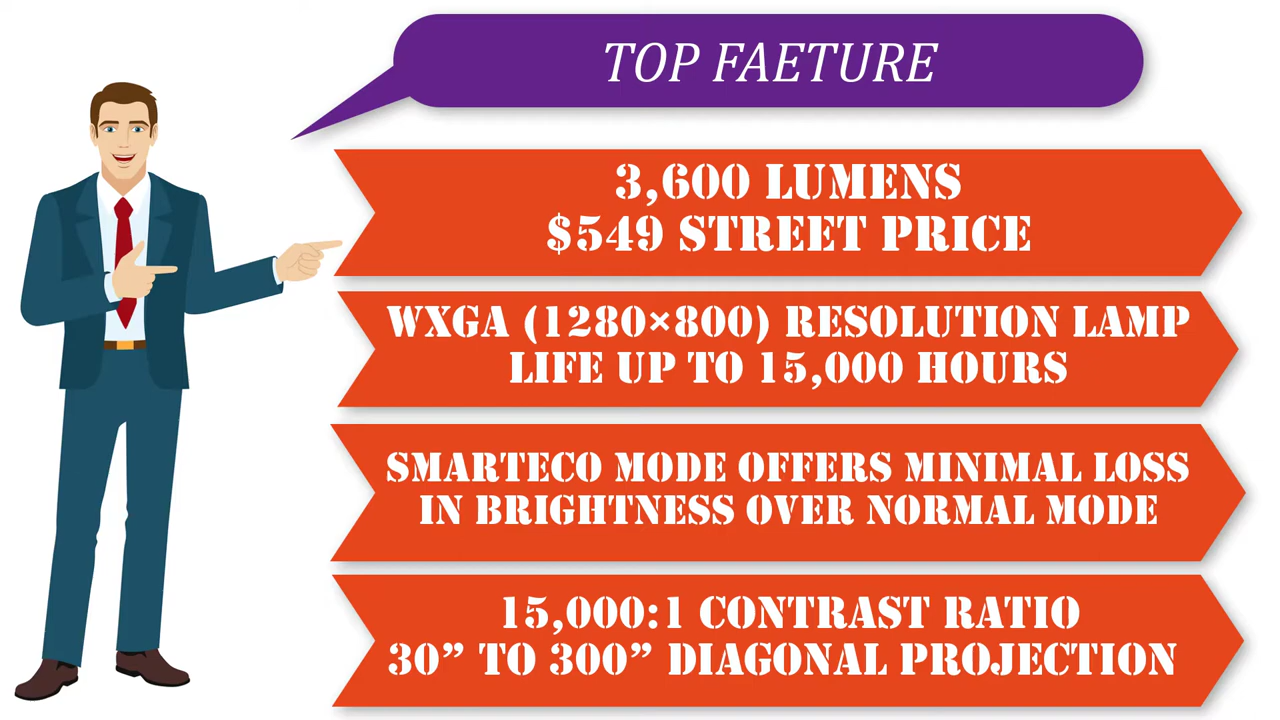 TOP FAETURE
3,600 LUMENS
$549 STREET PRICE
WXGA (1280×800) RESOLUTION LAMP
LIFE UP TO 15,000 HOURS
SMARTECO MODE OFFERS MINIMAL LOSS
IN BRIGHTNESS OVER NORMAL MODE
15,000:1 CONTRAST RATIO
30” TO 300” DIAGONAL PROJECTION